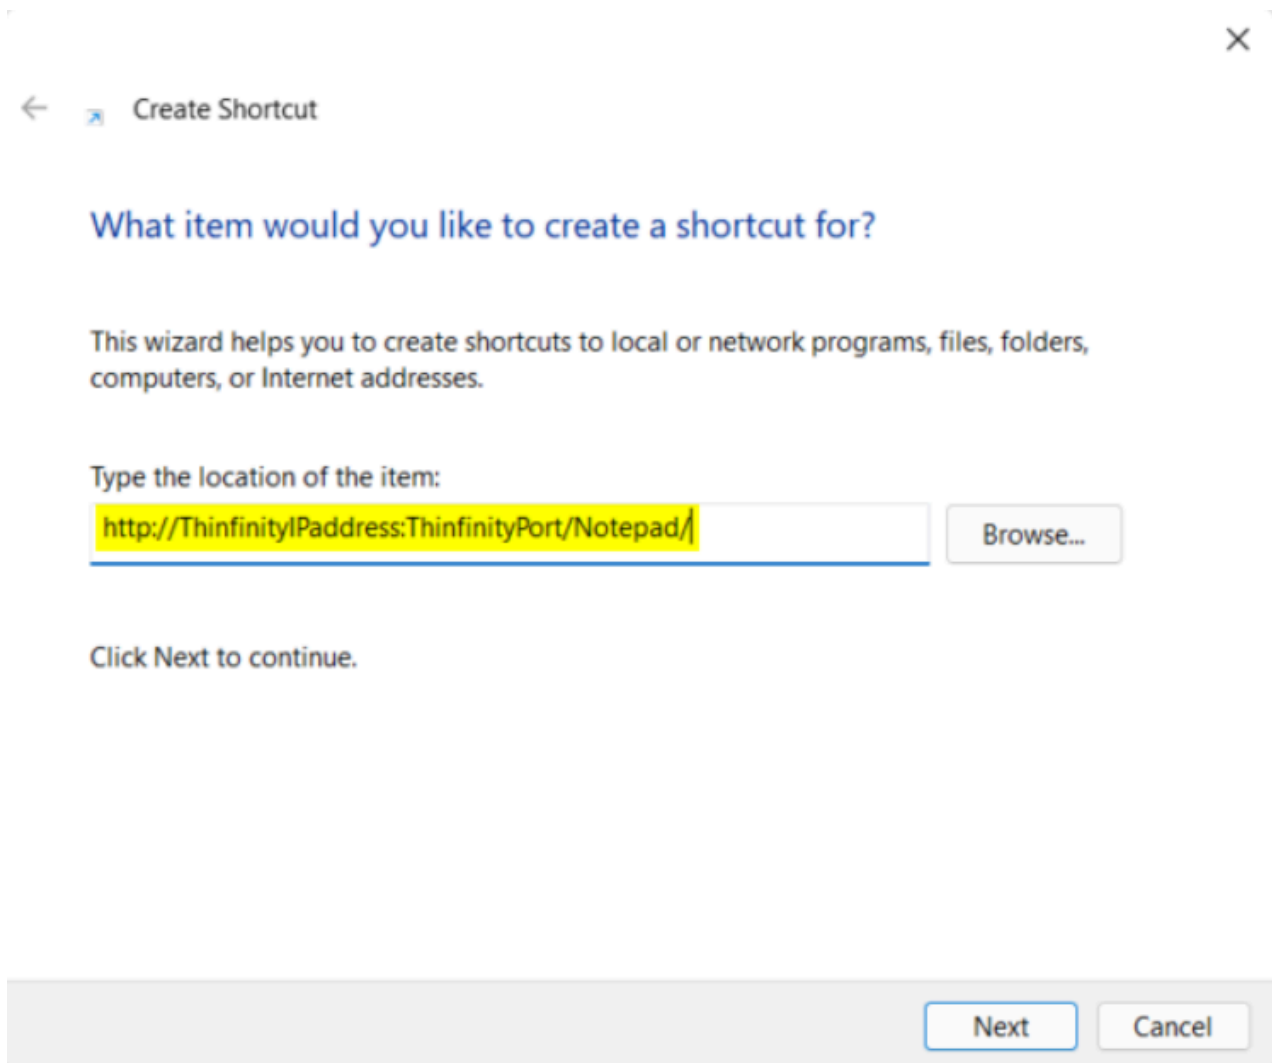 Create Shortcut
What item would you like to create a shortcut for?
This wizard helps you to create shortcuts to local or network programs, files, folders,
computers, or Internet addresses.
Type the location of the item:
http://ThinfinityIPaddress:ThinfinityPort/Notepad/
Browse...
Click Next to continue.
Next
Cancel